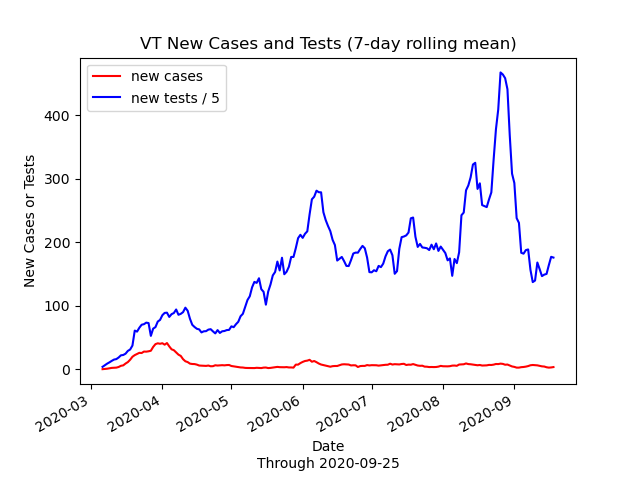 VT New Cases and Tests (7-day rolling mean)
new cases
new tests / 5
New Cases or Tests
400
300
200
100
0
2020-03
2020-04
2020-05
2020-06
2020-07
2020-08
2020-09
Date
Through 2020-09-25